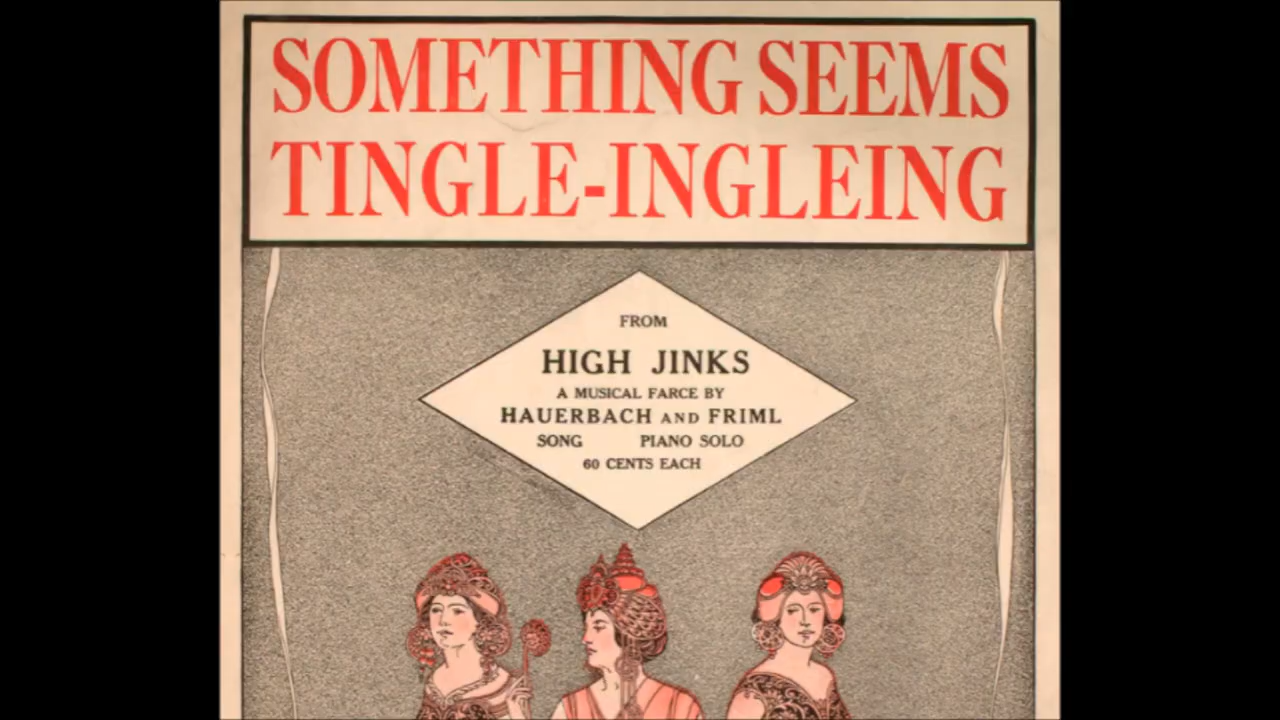 SOMETHING SEEMS
TINGLE-INGLEING
FROM
HIGH JINKS
A MUSICAL FARCE BY
HAUERBACH AND FRIML
SONG PIANO SOLO
60 CENTS EACH